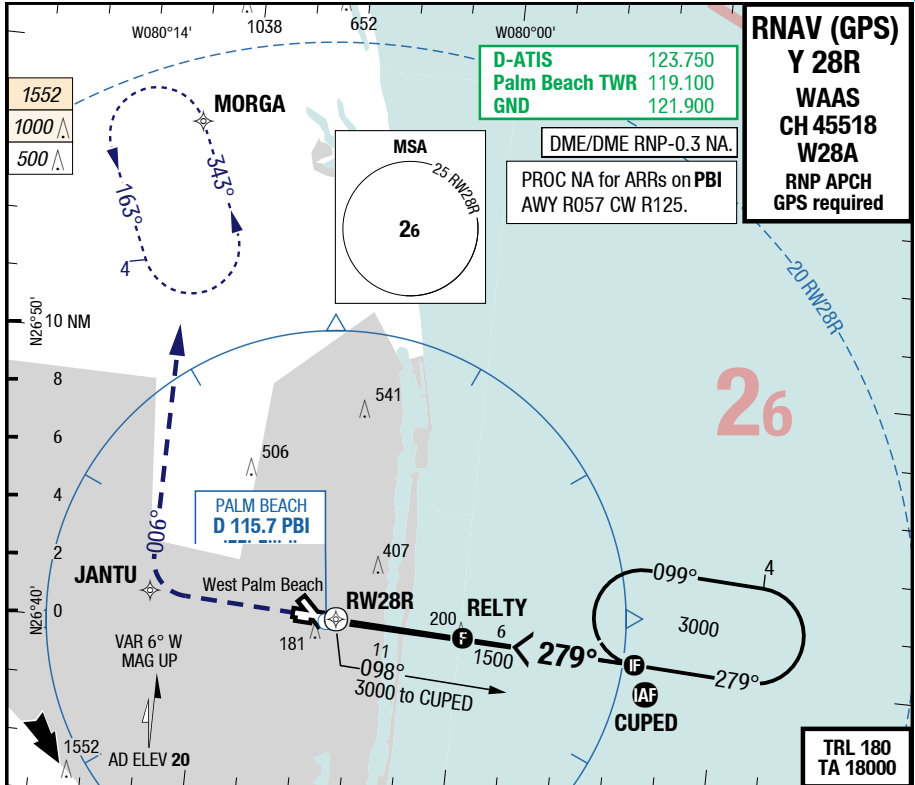 W080°14'
1038
652
W080°00'
RNAV (GPS)
Y 28R
WAAS
CH 45518
W28A
RNP APCH
GPS required
D-ATIS 123.750
Palm Beach TWR 119.100
GND 121.900
DME/DME RNP-0.3 NA.
PROC NA for ARRs on PBI
AWY R057 CW R125.
1552
1000
500
MORGA
343°
163°
4
MSA
25 RW28R
26
20 RW28R
26
N26°50'
10 NM
8
6
4
2
0
N26°40'
541
506
PALM BEACH
D 115.7 PBI
006°
407
JANTU
West Palm Beach
RW28R
RELTY
200
6
1500
279°
099°
4
3000
279°
IF
IAF
CUPED
F
181
11
098°
3000 to CUPED
VAR 6° W
MAG UP
AD ELEV 20
1552
TRL 180
TA 18000